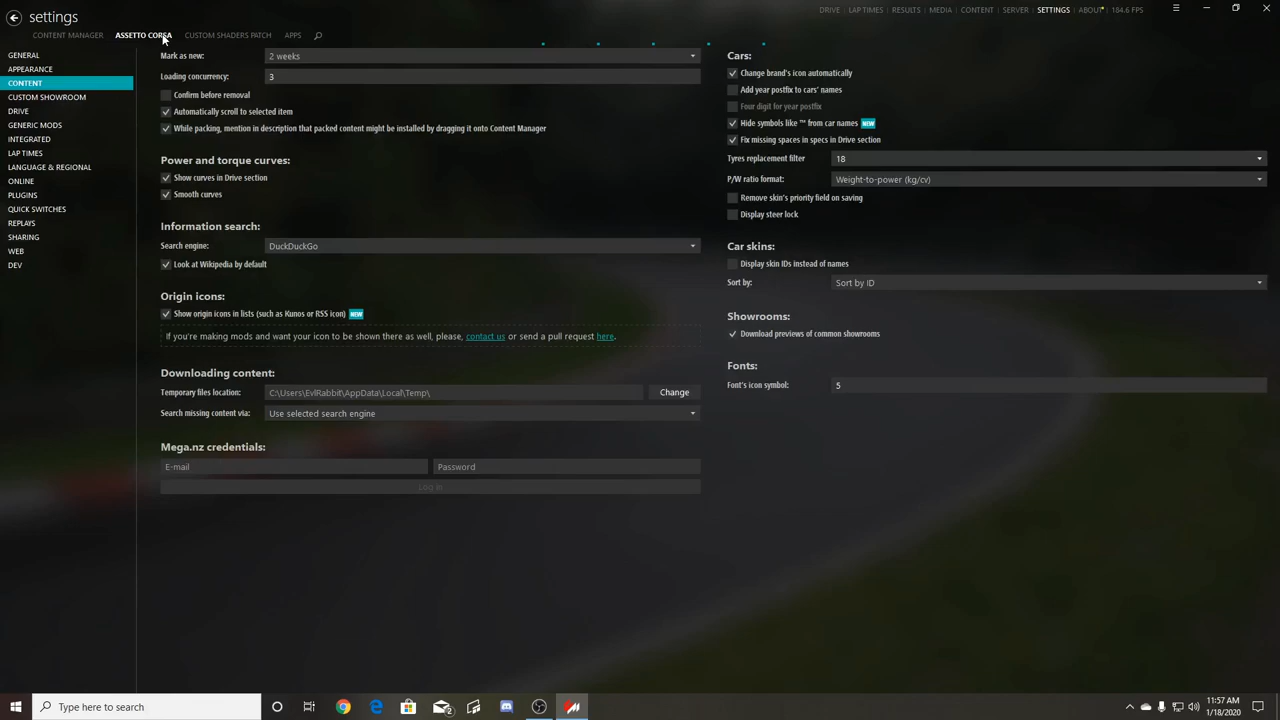 settings
DRIVE LAP TIMES RESULTS MEDIA CONTENT SERVER SETTINGS ABOUT 184.6 FPS
CONTENT MANAGER ASSETTO CORSA CUSTOM SHADERS PATCH APPS
GENERAL
APPEARANCE
CONTENT
CUSTOM SHOWROOM
DRIVE
GENERIC MODS
INTEGRATED
LAP TIMES
LANGUAGE & REGIONAL
ONLINE
PLUGINS
QUICK SWITCHES
REPLAYS
SHARING
WEB
DEV
Mark as new: 2 weeks
Loading concurrency: 3
Confirm before removal
Automatically scroll to selected item
While packing, mention in description that packed content might be installed by dragging it onto Content Manager
Power and torque curves:
Show curves in Drive section
Smooth curves
Information search:
Search engine: DuckDuckGo
Look at Wikipedia by default
Origin icons:
Show origin icons in lists (such as Kunos or RSS icon) NEW
If you're making mods and want your icon to be shown there as well, please, contact us or send a pull request here.
Downloading content:
Temporary files location: C:\Users\EvlRabbit\AppData\Local\Temp\ Change
Search missing content via: Use selected search engine
Mega.nz credentials:
E-mail Password
Log in
Cars:
Change brand's icon automatically
Add year postfix to cars' names
Four digit for year postfix
Hide symbols like ™ from car names NEW
Fix missing spaces in specs in Drive section
Tyres replacement filter 18
P/W ratio format: Weight-to-power (kg/cv)
Remove skin's priority field on saving
Display steer lock
Car skins:
Display skin IDs instead of names
Sort by: Sort by ID
Showrooms:
Download previews of common showrooms
Fonts:
Font's icon symbol: 5
Type here to search
2
11:57 AM
1/18/2020